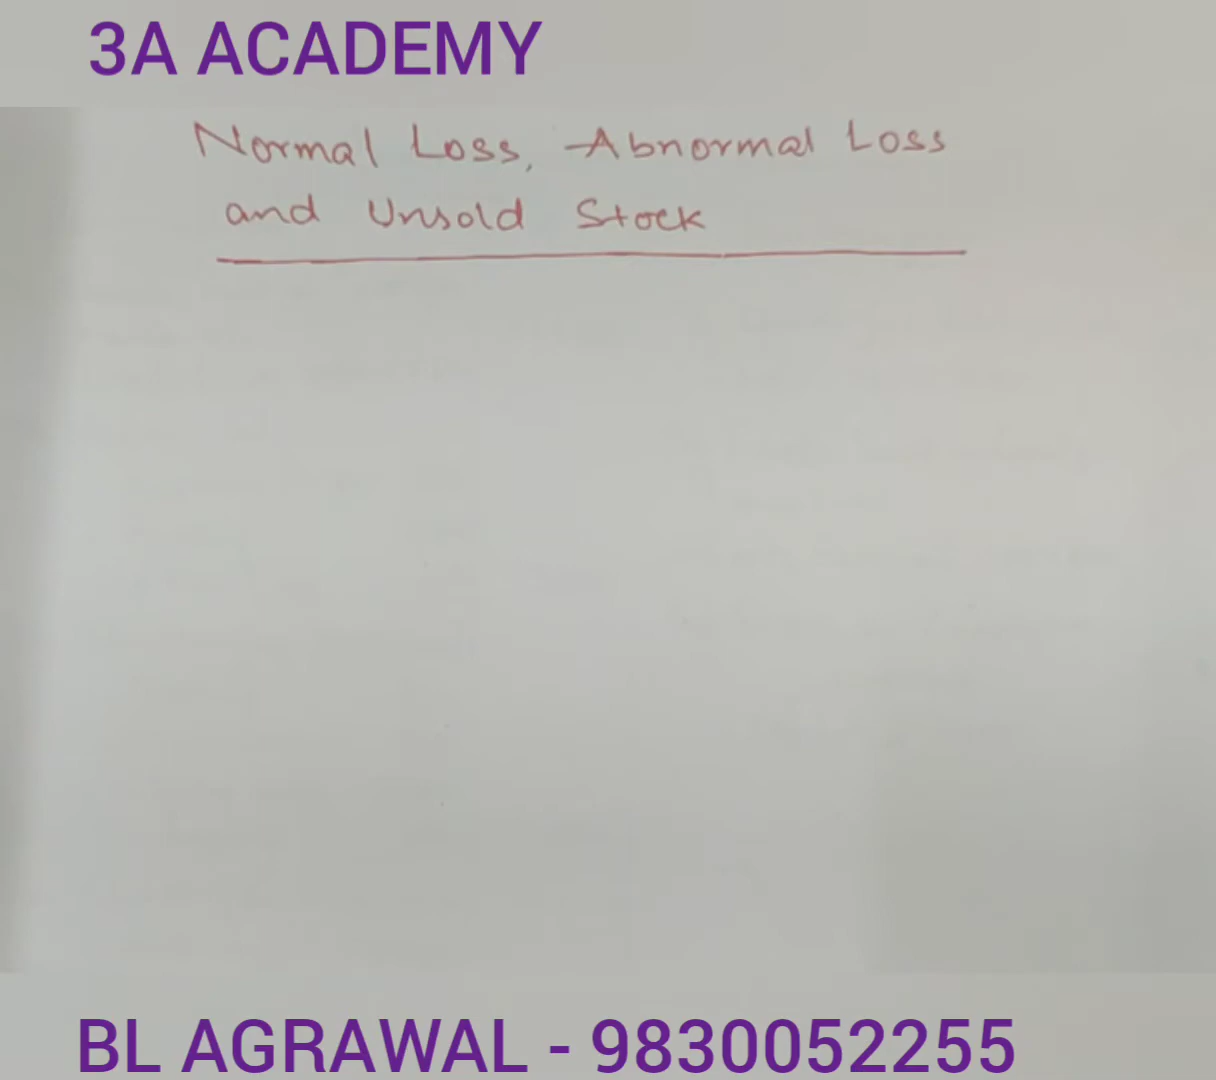 3A ACADEMY
Normal Loss, Abnormal Loss
and Unsold Stock
BL AGRAWAL - 9830052255